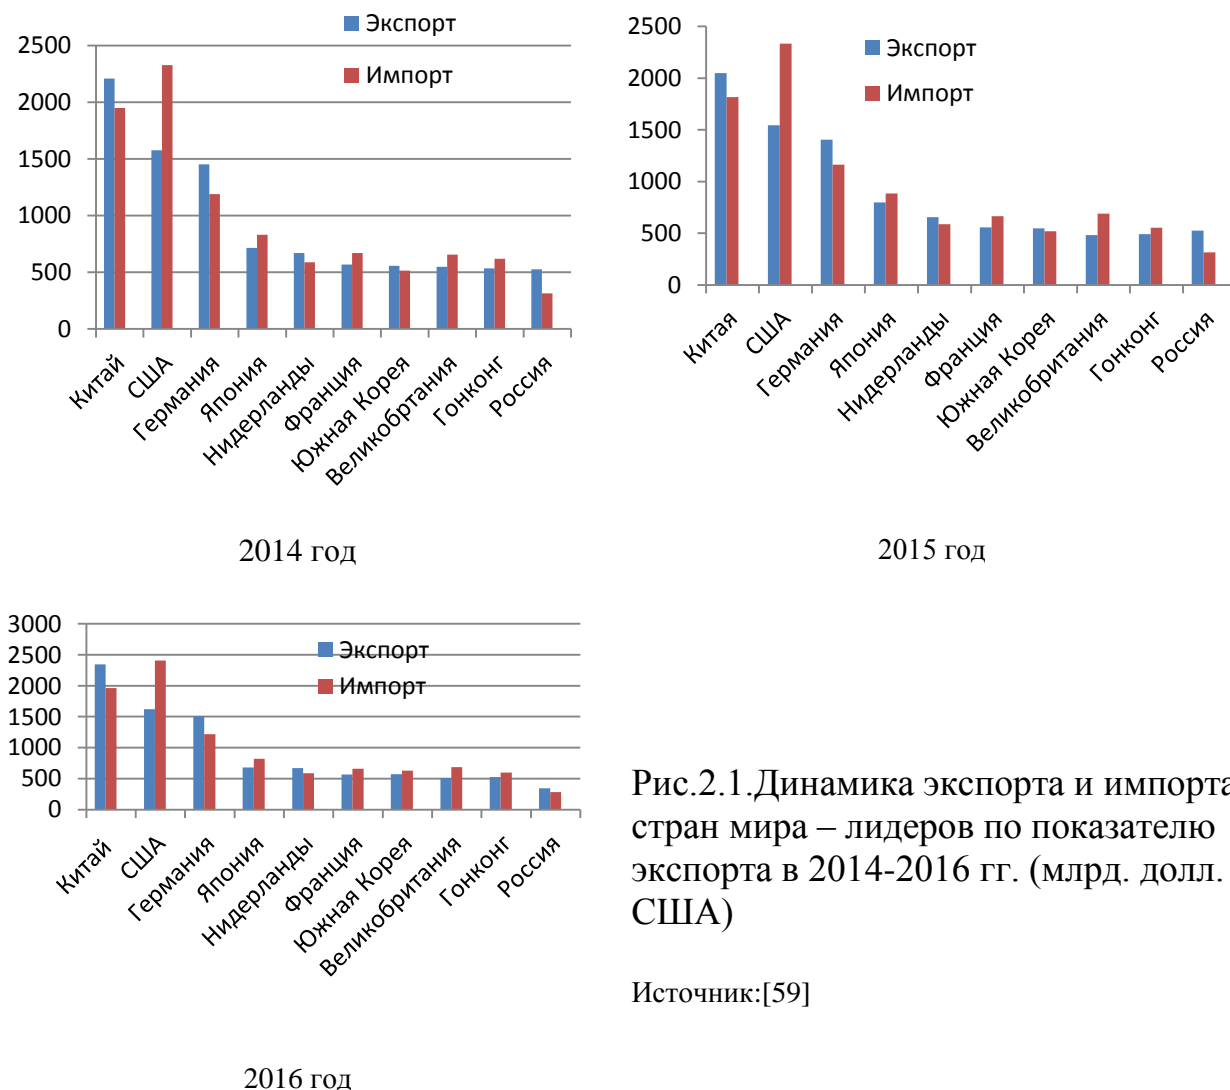 Экспорт
Импорт
2500
2000
1500
1000
500
0
Китай
США
Германия
Япония
Нидерланды
Франция
Южная Корея
Великобртания
Гонконг
Россия
2014 год
2500
2000
1500
1000
500
0
Экспорт
Импорт
Китая
США
Германия
Япония
Нидерланды
Франция
Южная Корея
Великобритания
Гонконг
Россия
2015 год
3000
2500
2000
1500
1000
500
0
Экспорт
Импорт
Китай
США
Германия
Япония
Нидерланды
Франция
Южная Корея
Великобритания
Гонконг
Россия
2016 год
Рис.2.1.Динамика экспорта и импорта
стран мира – лидеров по показателю
экспорта в 2014-2016 гг. (млрд. долл.
США)
Источник:[59]